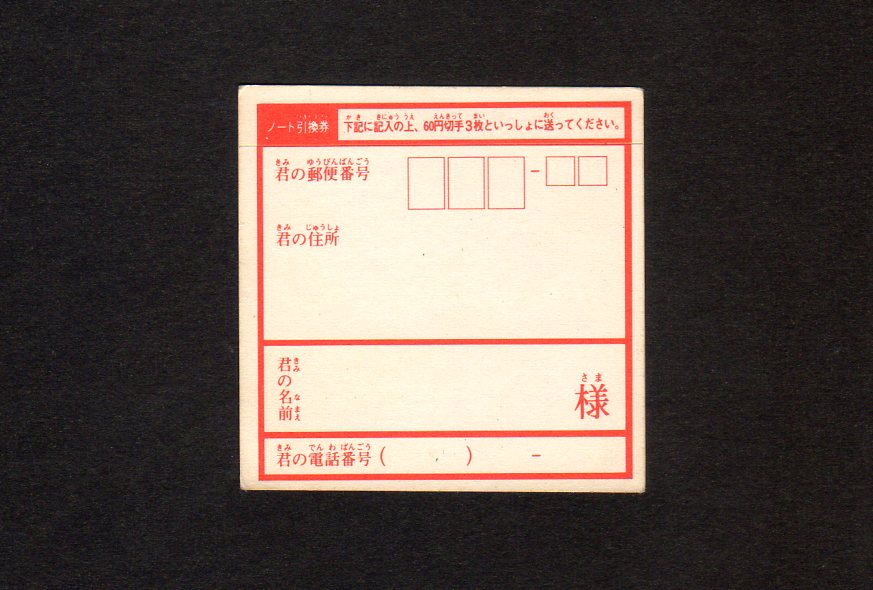 ノート引換券 下記に記入の上、60円切手3枚といっしょに送ってください。
君の郵便番号 -
君の住所
君の名前
様
君の電話番号 ( ) -